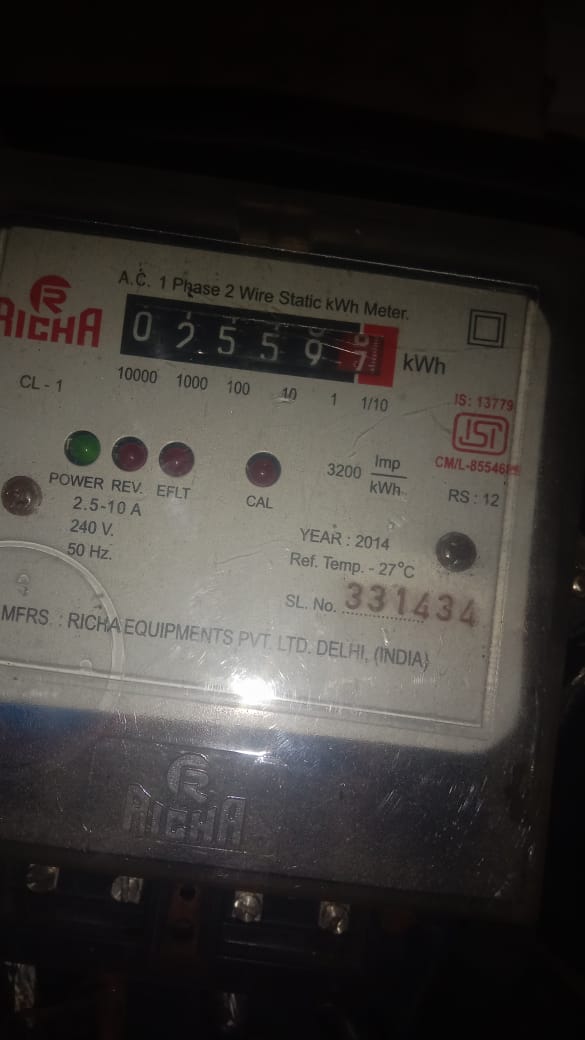 A.C. 1 Phase 2 Wire Static kWh Meter.
RICHA
0 2 5 5 9 7 kWh
10000 1000 100 10 1 1/10
CL - 1
IS: 13779
ISI
CM/L-8554685
3200 Imp/kWh
RS : 12
POWER REV. EFLT CAL
2.5-10 A
240 V.
50 Hz.
YEAR : 2014
Ref. Temp. - 27°C
SL. No. 331434
MFRS : RICHA EQUIPMENTS PVT. LTD. DELHI, (INDIA)
RICHA